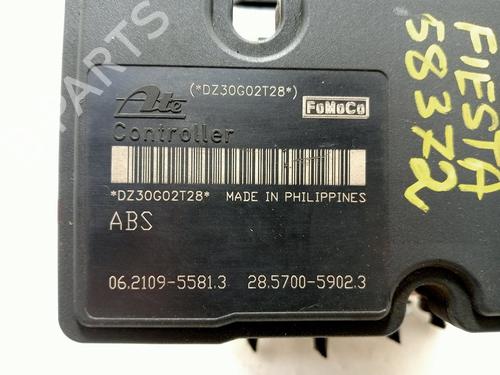 (*DZ30G02T28*)
Ate
FoMoCo
Controller
*DZ30G02T28* MADE IN PHILIPPINES
ABS
06.2109-5581.3 28.5700-5902.3
FIESTA
58372
PARTS